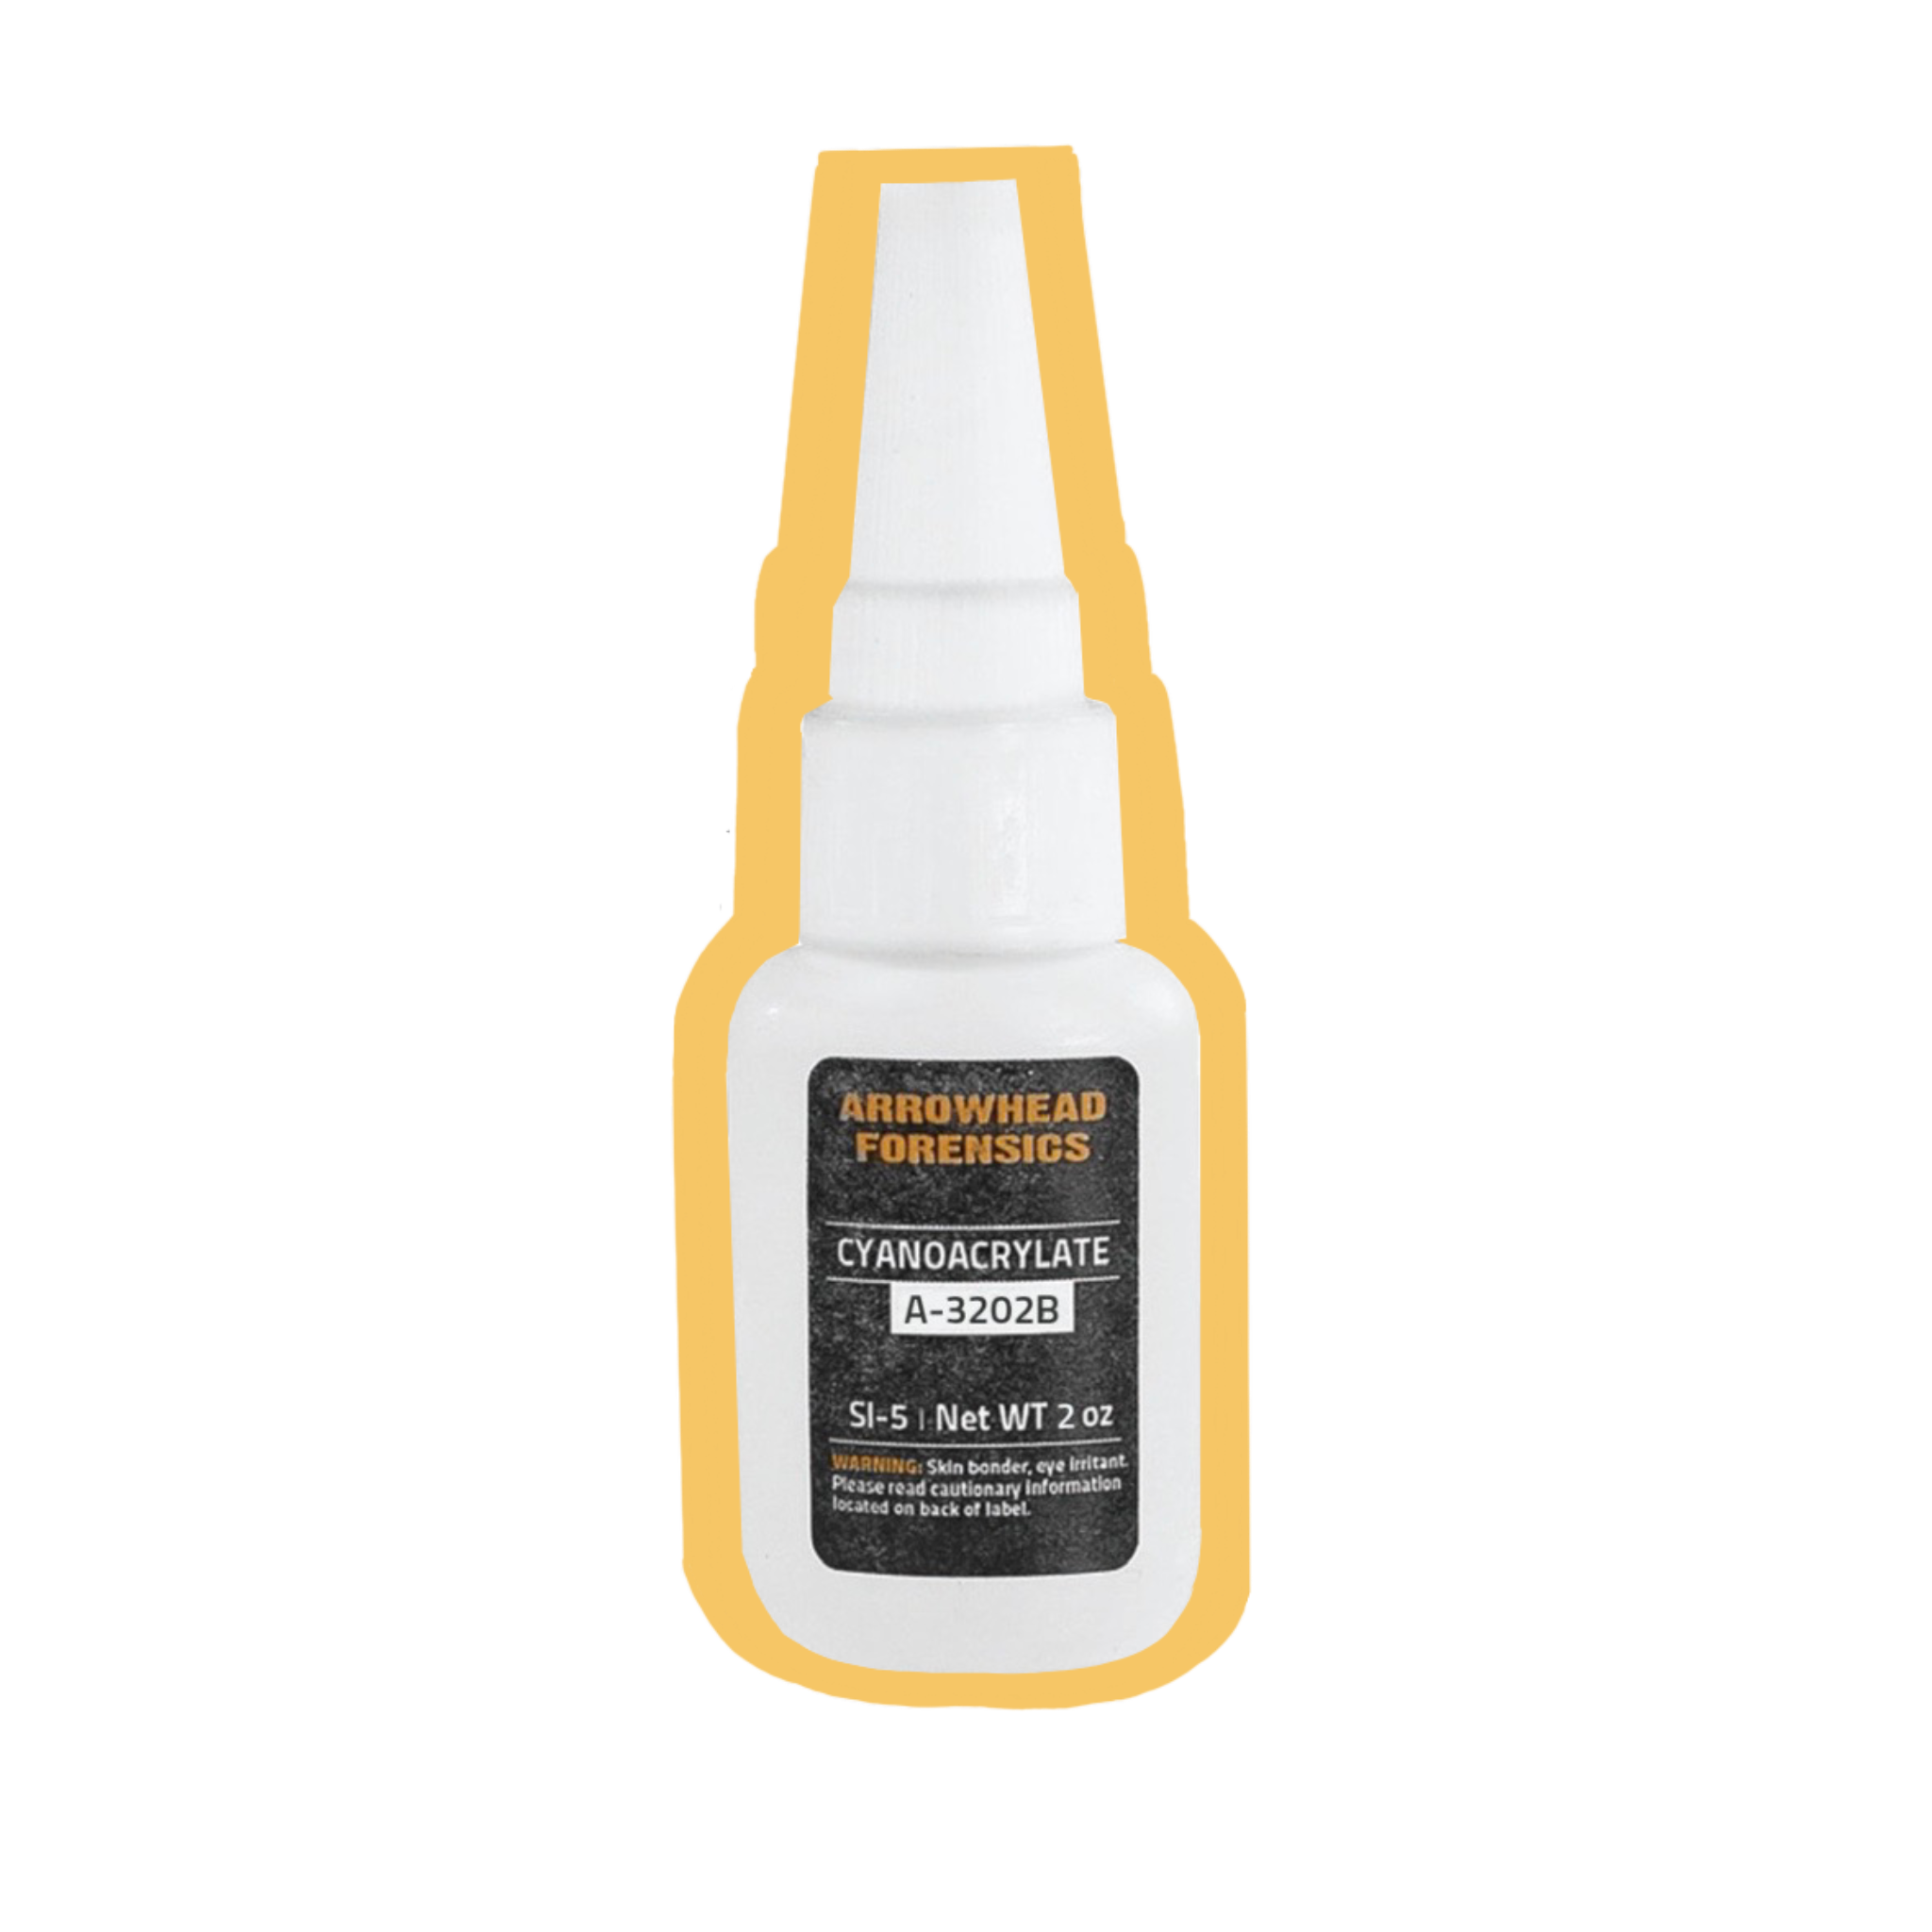 ARROWHEAD
FORENSICS
CYANOACRYLATE
A-3202B
SI-5 | Net WT 2 oz
WARNING: Skin bonder, eye irritant.
Please read cautionary information
located on back of label.